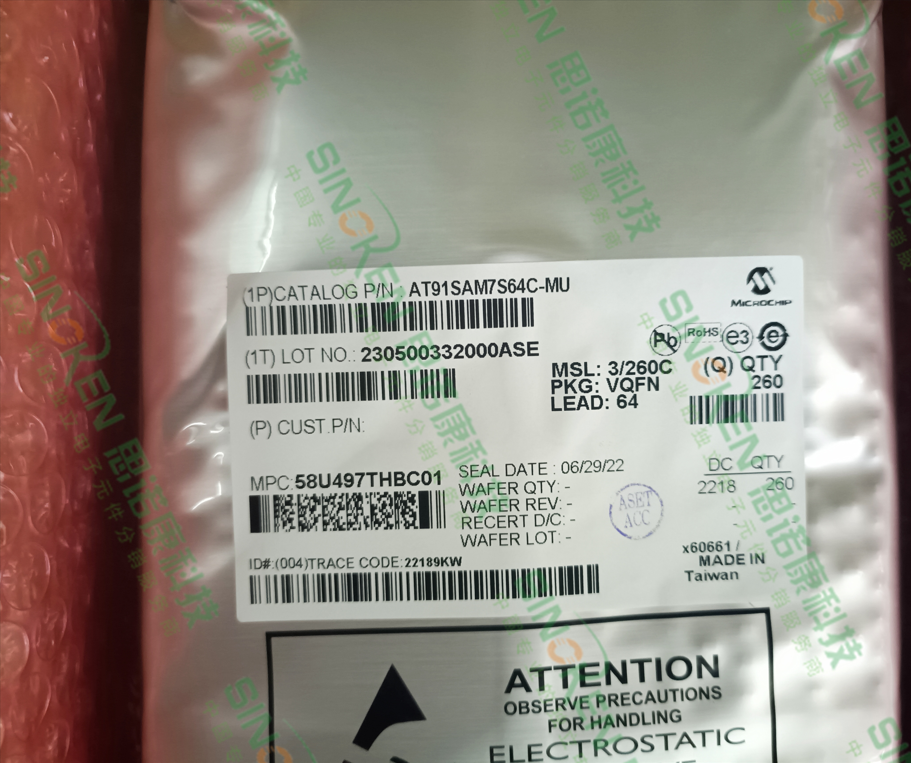 (1P)CATALOG P/N AT91SAM7S64C-MU
MICROCHIP
(1T) LOT NO.: 230500332000ASE
Pb RoHS e3 e
MSL: 3/260C
PKG: VQFN
LEAD: 64
(Q) QTY
260
(P) CUST.P/N:
MPC:58U497THBC01
SEAL DATE : 06/29/22
WAFER QTY: -
WAFER REV: -
RECERT D/C: -
WAFER LOT: -
DC QTY
2218 260
ASET
ACC
ID#:(004)TRACE CODE:22189KW
x60661 /
MADE IN
Taiwan
ATTENTION
OBSERVE PRECAUTIONS
FOR HANDLING
ELECTROSTATIC
SINOKEN 思诺康科技